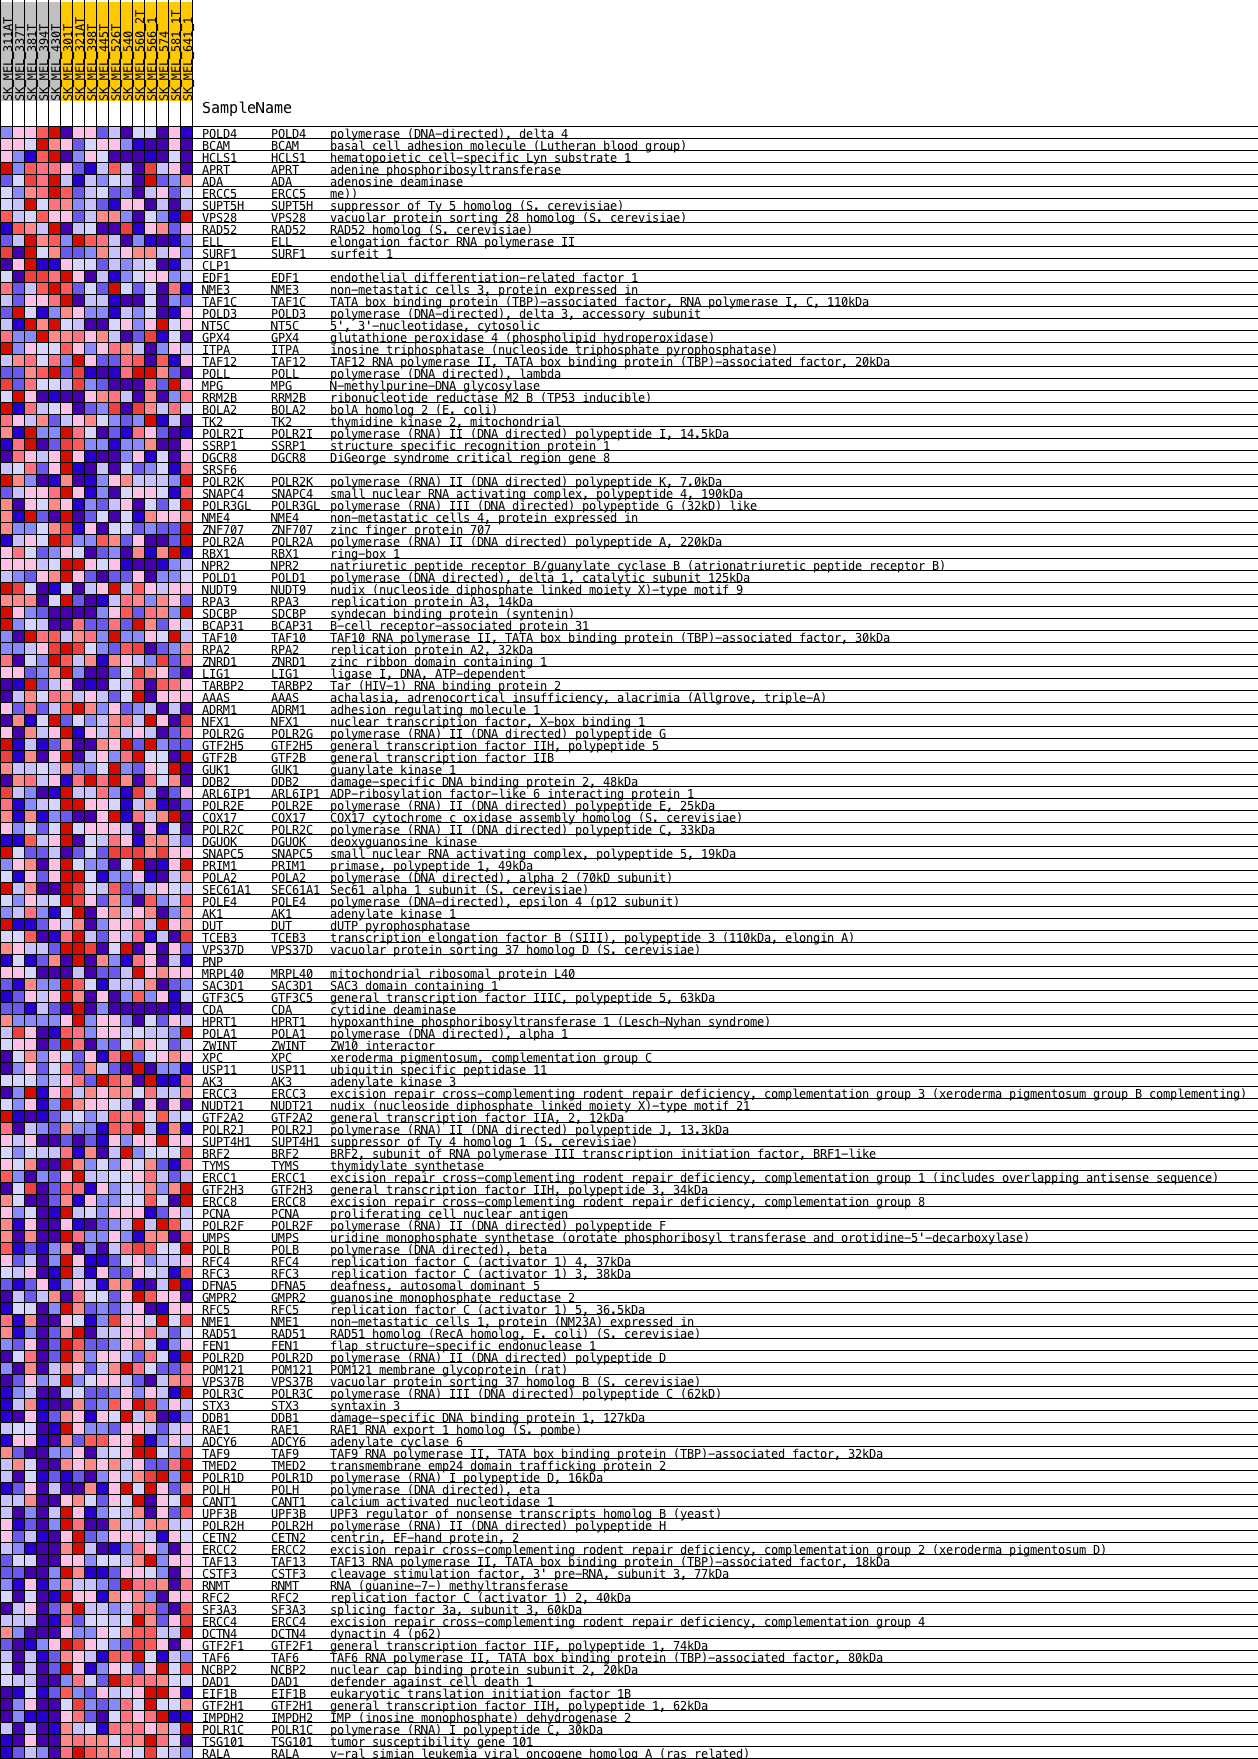 SK_MEL_311AT
SK_MEL_337T
SK_MEL_381T
SK_MEL_394T
SK_MEL_430T
SK_MEL_301T
SK_MEL_321AT
SK_MEL_398T
SK_MEL_445T
SK_MEL_526T
SK_MEL_540
SK_MEL_560_2T
SK_MEL_566_1
SK_MEL_574
SK_MEL_581_1T
SK_MEL_641_1
SampleName
POLD4 POLD4 polymerase (DNA-directed), delta 4
BCAM BCAM basal cell adhesion molecule (Lutheran blood group)
HCLS1 HCLS1 hematopoietic cell-specific Lyn substrate 1
APRT APRT adenine phosphoribosyltransferase
ADA ADA adenosine deaminase
ERCC5 ERCC5 me))
SUPT5H SUPT5H suppressor of Ty 5 homolog (S. cerevisiae)
VPS28 VPS28 vacuolar protein sorting 28 homolog (S. cerevisiae)
RAD52 RAD52 RAD52 homolog (S. cerevisiae)
ELL ELL elongation factor RNA polymerase II
SURF1 SURF1 surfeit 1
CLP1
EDF1 EDF1 endothelial differentiation-related factor 1
NME3 NME3 non-metastatic cells 3, protein expressed in
TAF1C TAF1C TATA box binding protein (TBP)-associated factor, RNA polymerase I, C, 110kDa
POLD3 POLD3 polymerase (DNA-directed), delta 3, accessory subunit
NT5C NT5C 5', 3'-nucleotidase, cytosolic
GPX4 GPX4 glutathione peroxidase 4 (phospholipid hydroperoxidase)
ITPA ITPA inosine triphosphatase (nucleoside triphosphate pyrophosphatase)
TAF12 TAF12 TAF12 RNA polymerase II, TATA box binding protein (TBP)-associated factor, 20kDa
POLL POLL polymerase (DNA directed), lambda
MPG MPG N-methylpurine-DNA glycosylase
RRM2B RRM2B ribonucleotide reductase M2 B (TP53 inducible)
BOLA2 BOLA2 bolA homolog 2 (E. coli)
TK2 TK2 thymidine kinase 2, mitochondrial
POLR2I POLR2I polymerase (RNA) II (DNA directed) polypeptide I, 14.5kDa
SSRP1 SSRP1 structure specific recognition protein 1
DGCR8 DGCR8 DiGeorge syndrome critical region gene 8
SRSF6
POLR2K POLR2K polymerase (RNA) II (DNA directed) polypeptide K, 7.0kDa
SNAPC4 SNAPC4 small nuclear RNA activating complex, polypeptide 4, 190kDa
POLR3GL POLR3GL polymerase (RNA) III (DNA directed) polypeptide G (32kD) like
NME4 NME4 non-metastatic cells 4, protein expressed in
ZNF707 ZNF707 zinc finger protein 707
POLR2A POLR2A polymerase (RNA) II (DNA directed) polypeptide A, 220kDa
RBX1 RBX1 ring-box 1
NPR2 NPR2 natriuretic peptide receptor B/guanylate cyclase B (atrionatriuretic peptide receptor B)
POLD1 POLD1 polymerase (DNA directed), delta 1, catalytic subunit 125kDa
NUDT9 NUDT9 nudix (nucleoside diphosphate linked moiety X)-type motif 9
RPA3 RPA3 replication protein A3, 14kDa
SDCBP SDCBP syndecan binding protein (syntenin)
BCAP31 BCAP31 B-cell receptor-associated protein 31
TAF10 TAF10 TAF10 RNA polymerase II, TATA box binding protein (TBP)-associated factor, 30kDa
RPA2 RPA2 replication protein A2, 32kDa
ZNRD1 ZNRD1 zinc ribbon domain containing 1
LIG1 LIG1 ligase I, DNA, ATP-dependent
TARBP2 TARBP2 Tar (HIV-1) RNA binding protein 2
AAAS AAAS achalasia, adrenocortical insufficiency, alacrimia (Allgrove, triple-A)
ADRM1 ADRM1 adhesion regulating molecule 1
NFX1 NFX1 nuclear transcription factor, X-box binding 1
POLR2G POLR2G polymerase (RNA) II (DNA directed) polypeptide G
GTF2H5 GTF2H5 general transcription factor IIH, polypeptide 5
GTF2B GTF2B general transcription factor IIB
GUK1 GUK1 guanylate kinase 1
DDB2 DDB2 damage-specific DNA binding protein 2, 48kDa
ARL6IP1 ARL6IP1 ADP-ribosylation factor-like 6 interacting protein 1
POLR2E POLR2E polymerase (RNA) II (DNA directed) polypeptide E, 25kDa
COX17 COX17 COX17 cytochrome c oxidase assembly homolog (S. cerevisiae)
POLR2C POLR2C polymerase (RNA) II (DNA directed) polypeptide C, 33kDa
DGUOK DGUOK deoxyguanosine kinase
SNAPC5 SNAPC5 small nuclear RNA activating complex, polypeptide 5, 19kDa
PRIM1 PRIM1 primase, polypeptide 1, 49kDa
POLA2 POLA2 polymerase (DNA directed), alpha 2 (70kD subunit)
SEC61A1 SEC61A1 Sec61 alpha 1 subunit (S. cerevisiae)
POLE4 POLE4 polymerase (DNA-directed), epsilon 4 (p12 subunit)
AK1 AK1 adenylate kinase 1
DUT DUT dUTP pyrophosphatase
TCEB3 TCEB3 transcription elongation factor B (SIII), polypeptide 3 (110kDa, elongin A)
VPS37D VPS37D vacuolar protein sorting 37 homolog D (S. cerevisiae)
PNP
MRPL40 MRPL40 mitochondrial ribosomal protein L40
SAC3D1 SAC3D1 SAC3 domain containing 1
GTF3C5 GTF3C5 general transcription factor IIIC, polypeptide 5, 63kDa
CDA CDA cytidine deaminase
HPRT1 HPRT1 hypoxanthine phosphoribosyltransferase 1 (Lesch-Nyhan syndrome)
POLA1 POLA1 polymerase (DNA directed), alpha 1
ZWINT ZWINT ZW10 interactor
XPC XPC xeroderma pigmentosum, complementation group C
USP11 USP11 ubiquitin specific peptidase 11
AK3 AK3 adenylate kinase 3
ERCC3 ERCC3 excision repair cross-complementing rodent repair deficiency, complementation group 3 (xeroderma pigmentosum group B complementing)
NUDT21 NUDT21 nudix (nucleoside diphosphate linked moiety X)-type motif 21
GTF2A2 GTF2A2 general transcription factor IIA, 2, 12kDa
POLR2J POLR2J polymerase (RNA) II (DNA directed) polypeptide J, 13.3kDa
SUPT4H1 SUPT4H1 suppressor of Ty 4 homolog 1 (S. cerevisiae)
BRF2 BRF2 BRF2, subunit of RNA polymerase III transcription initiation factor, BRF1-like
TYMS TYMS thymidylate synthetase
ERCC1 ERCC1 excision repair cross-complementing rodent repair deficiency, complementation group 1 (includes overlapping antisense sequence)
GTF2H3 GTF2H3 general transcription factor IIH, polypeptide 3, 34kDa
ERCC8 ERCC8 excision repair cross-complementing rodent repair deficiency, complementation group 8
PCNA PCNA proliferating cell nuclear antigen
POLR2F POLR2F polymerase (RNA) II (DNA directed) polypeptide F
UMPS UMPS uridine monophosphate synthetase (orotate phosphoribosyl transferase and orotidine-5'-decarboxylase)
POLB POLB polymerase (DNA directed), beta
RFC4 RFC4 replication factor C (activator 1) 4, 37kDa
RFC3 RFC3 replication factor C (activator 1) 3, 38kDa
DFNA5 DFNA5 deafness, autosomal dominant 5
GMPR2 GMPR2 guanosine monophosphate reductase 2
RFC5 RFC5 replication factor C (activator 1) 5, 36.5kDa
NME1 NME1 non-metastatic cells 1, protein (NM23A) expressed in
RAD51 RAD51 RAD51 homolog (RecA homolog, E. coli) (S. cerevisiae)
FEN1 FEN1 flap structure-specific endonuclease 1
POLR2D POLR2D polymerase (RNA) II (DNA directed) polypeptide D
POM121 POM121 POM121 membrane glycoprotein (rat)
VPS37B VPS37B vacuolar protein sorting 37 homolog B (S. cerevisiae)
POLR3C POLR3C polymerase (RNA) III (DNA directed) polypeptide C (62kD)
STX3 STX3 syntaxin 3
DDB1 DDB1 damage-specific DNA binding protein 1, 127kDa
RAE1 RAE1 RAE1 RNA export 1 homolog (S. pombe)
ADCY6 ADCY6 adenylate cyclase 6
TAF9 TAF9 TAF9 RNA polymerase II, TATA box binding protein (TBP)-associated factor, 32kDa
TMED2 TMED2 transmembrane emp24 domain trafficking protein 2
POLR1D POLR1D polymerase (RNA) I polypeptide D, 16kDa
POLH POLH polymerase (DNA directed), eta
CANT1 CANT1 calcium activated nucleotidase 1
UPF3B UPF3B UPF3 regulator of nonsense transcripts homolog B (yeast)
POLR2H POLR2H polymerase (RNA) II (DNA directed) polypeptide H
CETN2 CETN2 centrin, EF-hand protein, 2
ERCC2 ERCC2 excision repair cross-complementing rodent repair deficiency, complementation group 2 (xeroderma pigmentosum D)
TAF13 TAF13 TAF13 RNA polymerase II, TATA box binding protein (TBP)-associated factor, 18kDa
CSTF3 CSTF3 cleavage stimulation factor, 3' pre-RNA, subunit 3, 77kDa
RNMT RNMT RNA (guanine-7-) methyltransferase
RFC2 RFC2 replication factor C (activator 1) 2, 40kDa
SF3A3 SF3A3 splicing factor 3a, subunit 3, 60kDa
ERCC4 ERCC4 excision repair cross-complementing rodent repair deficiency, complementation group 4
DCTN4 DCTN4 dynactin 4 (p62)
GTF2F1 GTF2F1 general transcription factor IIF, polypeptide 1, 74kDa
TAF6 TAF6 TAF6 RNA polymerase II, TATA box binding protein (TBP)-associated factor, 80kDa
NCBP2 NCBP2 nuclear cap binding protein subunit 2, 20kDa
DAD1 DAD1 defender against cell death 1
EIF1B EIF1B eukaryotic translation initiation factor 1B
GTF2H1 GTF2H1 general transcription factor IIH, polypeptide 1, 62kDa
IMPDH2 IMPDH2 IMP (inosine monophosphate) dehydrogenase 2
POLR1C POLR1C polymerase (RNA) I polypeptide C, 30kDa
TSG101 TSG101 tumor susceptibility gene 101
RALA RALA v-ral simian leukemia viral oncogene homolog A (ras related)